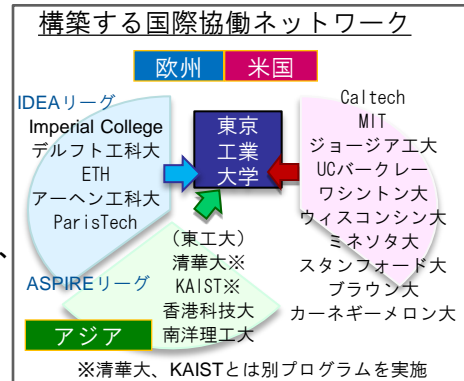 構築する国際協働ネットワーク
欧州 米国
IDEAリーグ
Imperial College
デルフト工科大
ETH
アーヘン工科大
ParisTech
東京
工業
大学
Caltech
MIT
ジョージア工大
UCバークレー
ワシントン大
ウィスコンシン大
ミネソタ大
スタンフォード大
ブラウン大
カーネギーメロン大
(東工大)
清華大※
KAIST※
香港科技大
南洋理工大
ASPIREリーグ
アジア
※清華大、KAISTとは別プログラムを実施
、